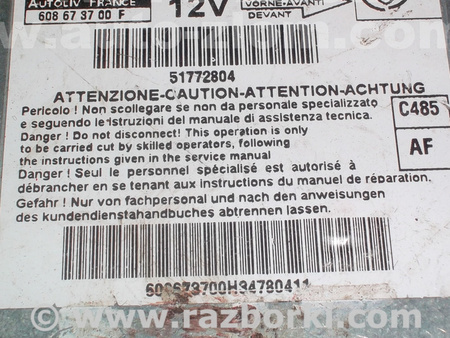 AUTOLIV FRANCE
608 67 37 00 F
12V
VORNE-AVANTI
DEVANT
51772804
ATTENZIONE-CAUTION-ATTENTION-ACHTUNG
Pericolo ! Non scollegare se non da personale specializzato
e seguendo le istruzioni del manuale di assistenza tecnica.
Danger ! Do not disconnect! This operation is only
to be carried cut by skilled operators, following
the instructions given in the service manual
Danger ! Seul le personnel spècialisé est autorisé à
débrancher en se tenant aux instructions du manuel de réparation.
Gefahr ! Nur von fachpersonal und nach den anweisungen
des kundendienstahandbuches abtrennen lassen.
C485
AF
608673700H34780411
www.razborki.com